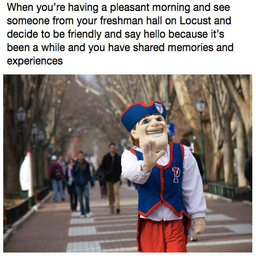 When you're having a pleasant morning and see
someone from your freshman hall on Locust and
decide to be friendly and say hello because it's
been a while and you have shared memories and
experiences
P